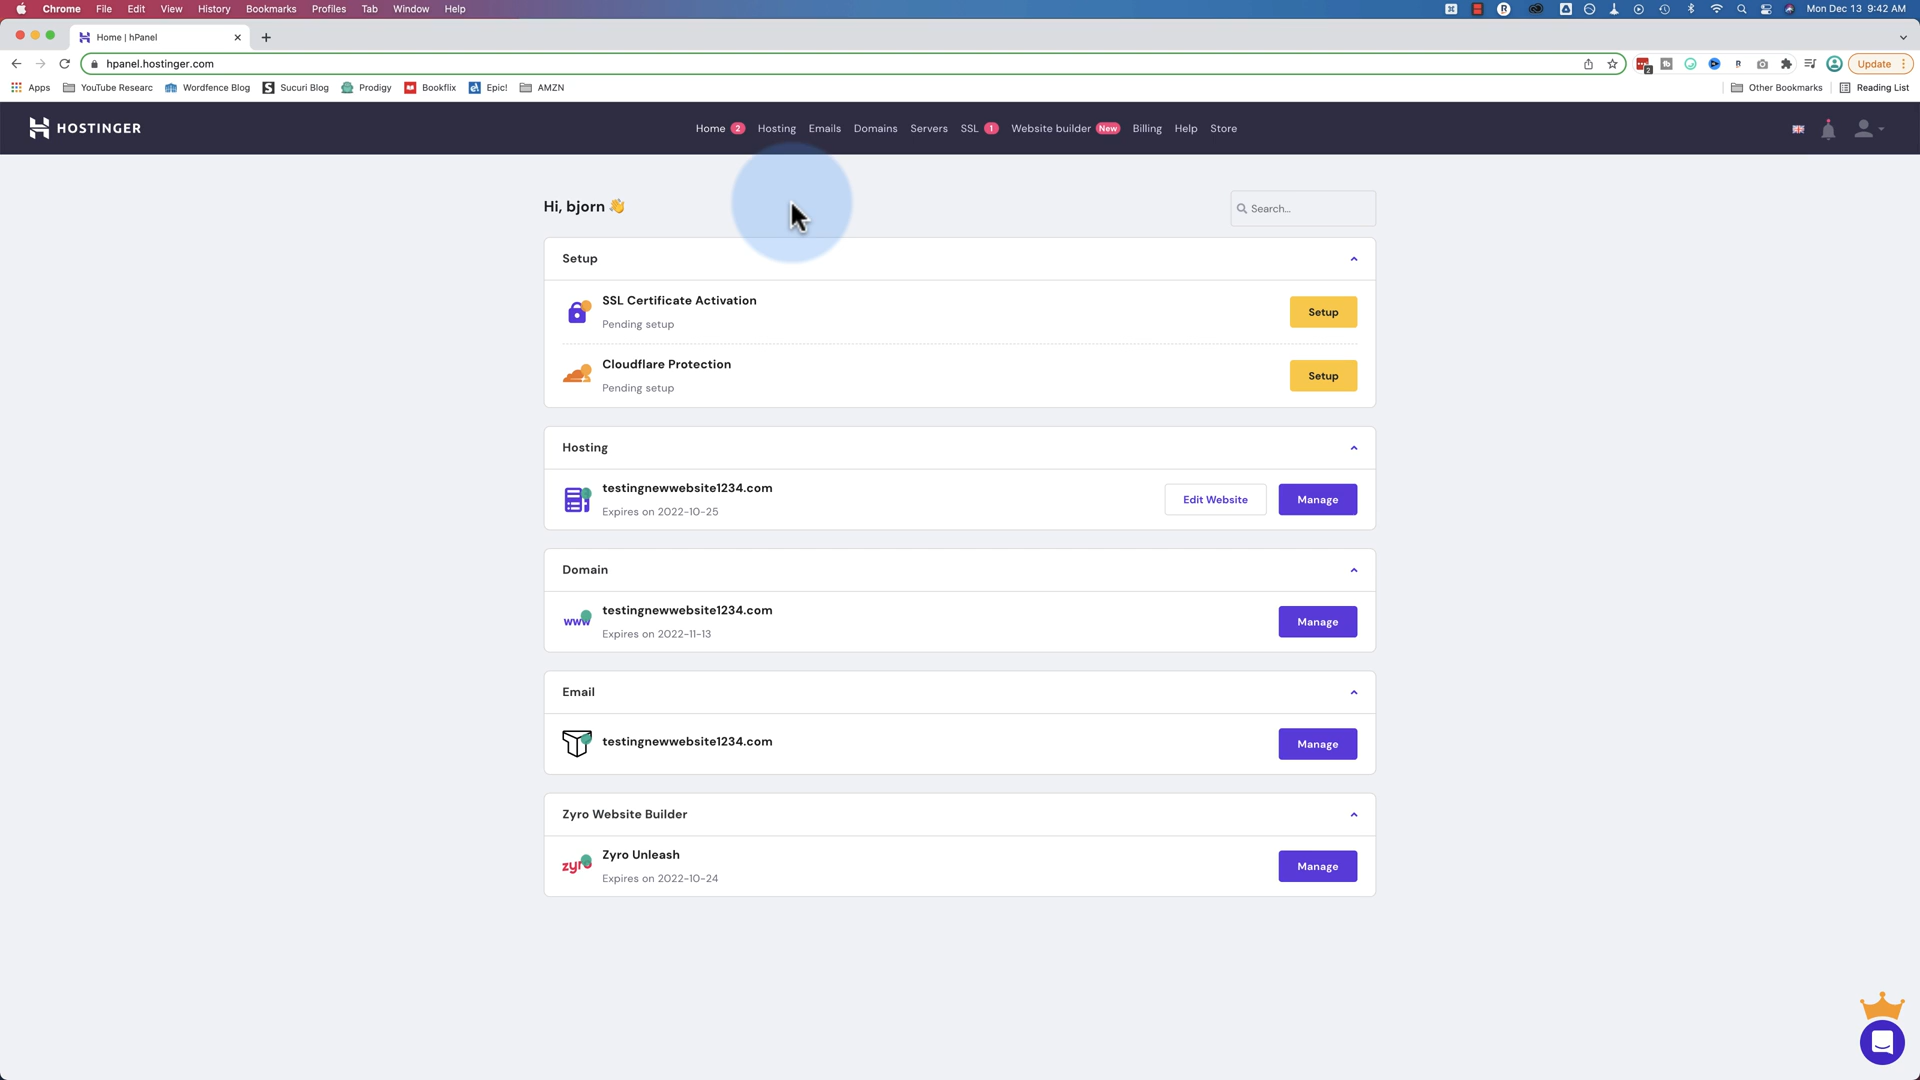 Chrome File Edit View History Bookmarks Profiles Tab Window Help Mon Dec 13 9:42 AM
Home | hPanel
hpanel.hostinger.com Update
Apps YouTube Researc Wordfence Blog Sucuri Blog Prodigy Bookflix Epic! AMZN Other Bookmarks Reading List
HOSTINGER Home 2 Hosting Emails Domains Servers SSL 1 Website builder New Billing Help Store
Hi, bjorn 👋 Search...
Setup
SSL Certificate Activation
Pending setup
Setup
Cloudflare Protection
Pending setup
Setup
Hosting
testingnewwebsite1234.com
Expires on 2022-10-25
Edit Website Manage
Domain
www
testingnewwebsite1234.com
Expires on 2022-11-13
Manage
Email
testingnewwebsite1234.com
Manage
Zyro Website Builder
zyro
Zyro Unleash
Expires on 2022-10-24
Manage